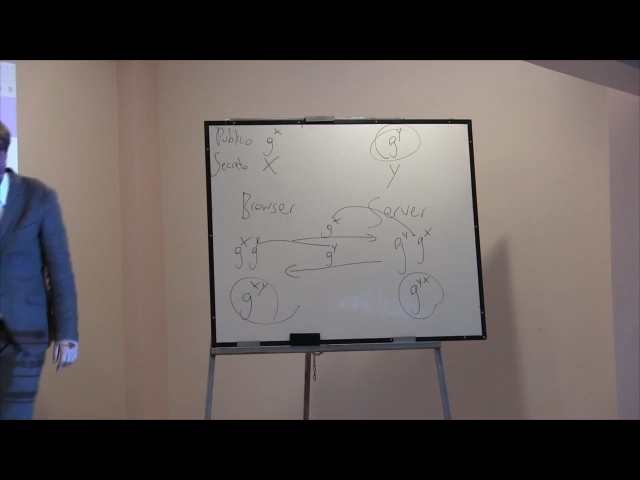 Público g^x g^y
Secreto x y
Browser Server
g^x
g^x g^y g^y g^x
g^y
g^xy g^yx